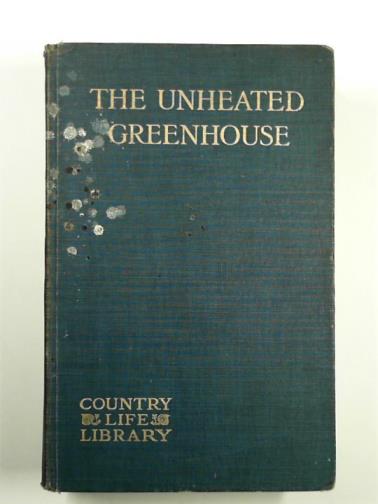 THE UNHEATED
GREENHOUSE
COUNTRY
LIFE
LIBRARY